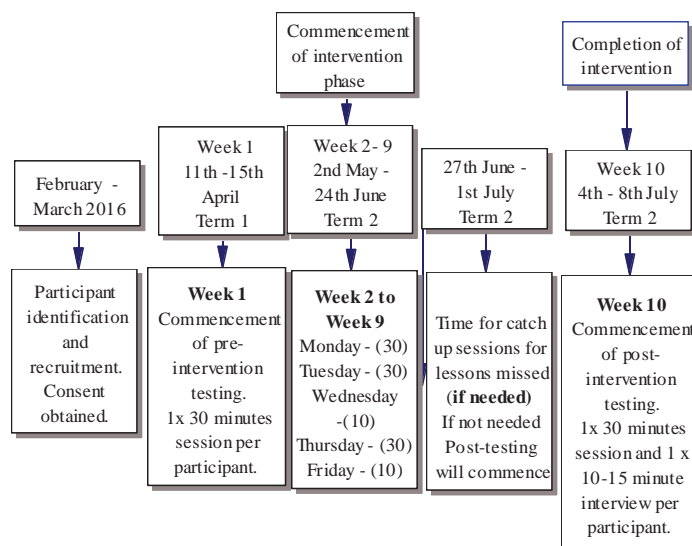 Commencement
of intervention
phase
Completion of
intervention
February -
March 2016
Week 1
11th -15th
April
Term 1
Week 2- 9
2nd May -
24th June
Term 2
27th June -
1st July
Term 2
Week 10
4th - 8th July
Term 2
Participant
identification
and
recruitment.
Consent
obtained.
Week 1
Commencement
of pre-
intervention
testing.
1x 30 minutes
session per
participant.
Week 2 to
Week 9
Monday - (30)
Tuesday - (30)
Wednesday
-(10)
Thursday - (30)
Friday - (10)
Time for catch
up sessions for
lessons missed
(if needed)
If not needed
Post-testing
will commence
Week 10
Commencement
of post-
intervention
testing.
1x 30 minutes
session and 1 x
10-15 minute
interview per
participant.